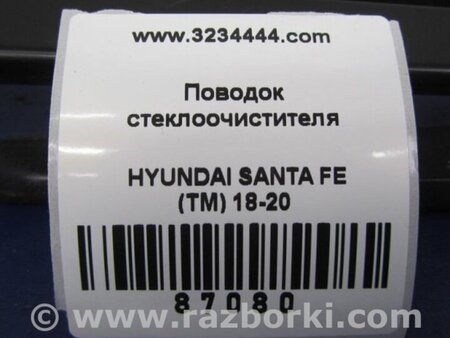 www.3234444.com
Поводок
стеклоочистителя
HYUNDAI SANTA FE
(TM) 18-20
87080
© www.razborki.com